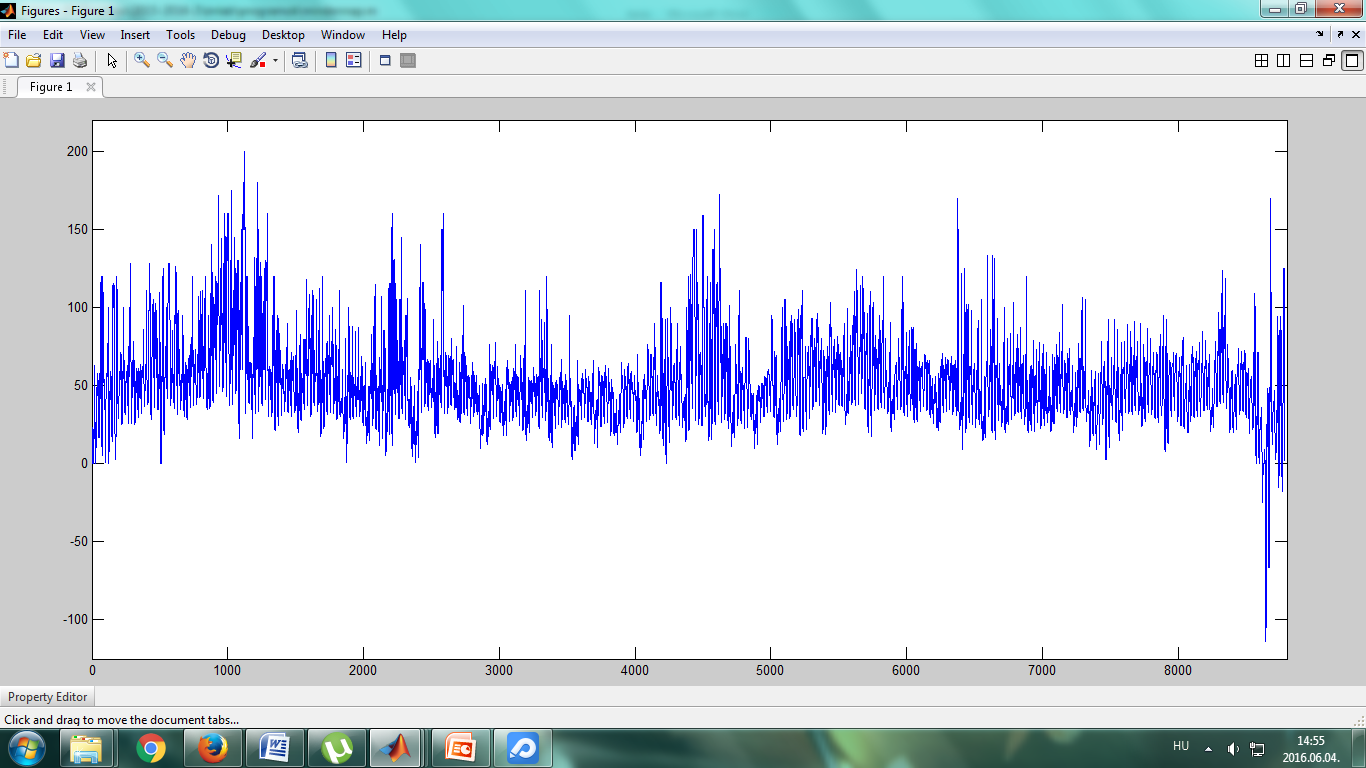 Figures - Figure 1
File Edit View Insert Tools Debug Desktop Window Help
Figure 1
200
150
100
50
0
-50
-100
0 1000 2000 3000 4000 5000 6000 7000 8000
Property Editor
Click and drag to move the document tabs...
HU 14:55
2016.06.04.